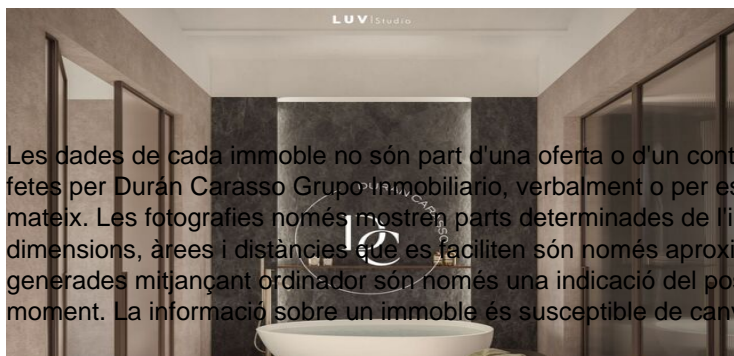 LUV Studio
Les dades de cada immoble no són part d'una oferta o d'un cont
fetes per Durán Carasso Grupo Inmobiliario, verbalment o per es
mateix. Les fotografies només mostren parts determinades de l'i
DURÁN CARASSO
dimensions, àrees i distàncies que es faciliten són només aproxi
generades mitjançant ordinador són només una indicació del po
moment. La informació sobre un immoble és susceptible de canv